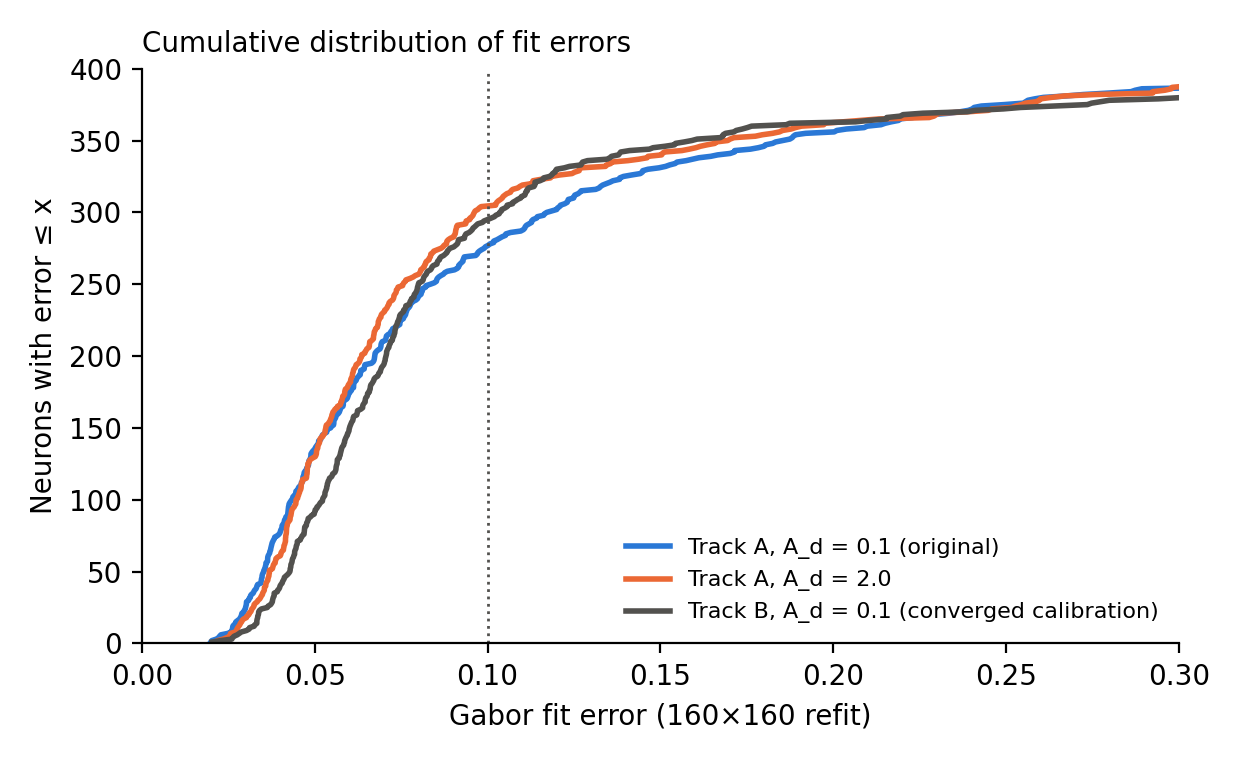 Cumulative distribution of fit errors
400
350
300
250
200
150
100
50
0
Neurons with error ≤ x
0.00 0.05 0.10 0.15 0.20 0.25 0.30
Gabor fit error (160×160 refit)
Track A, A_d = 0.1 (original)
Track A, A_d = 2.0
Track B, A_d = 0.1 (converged calibration)